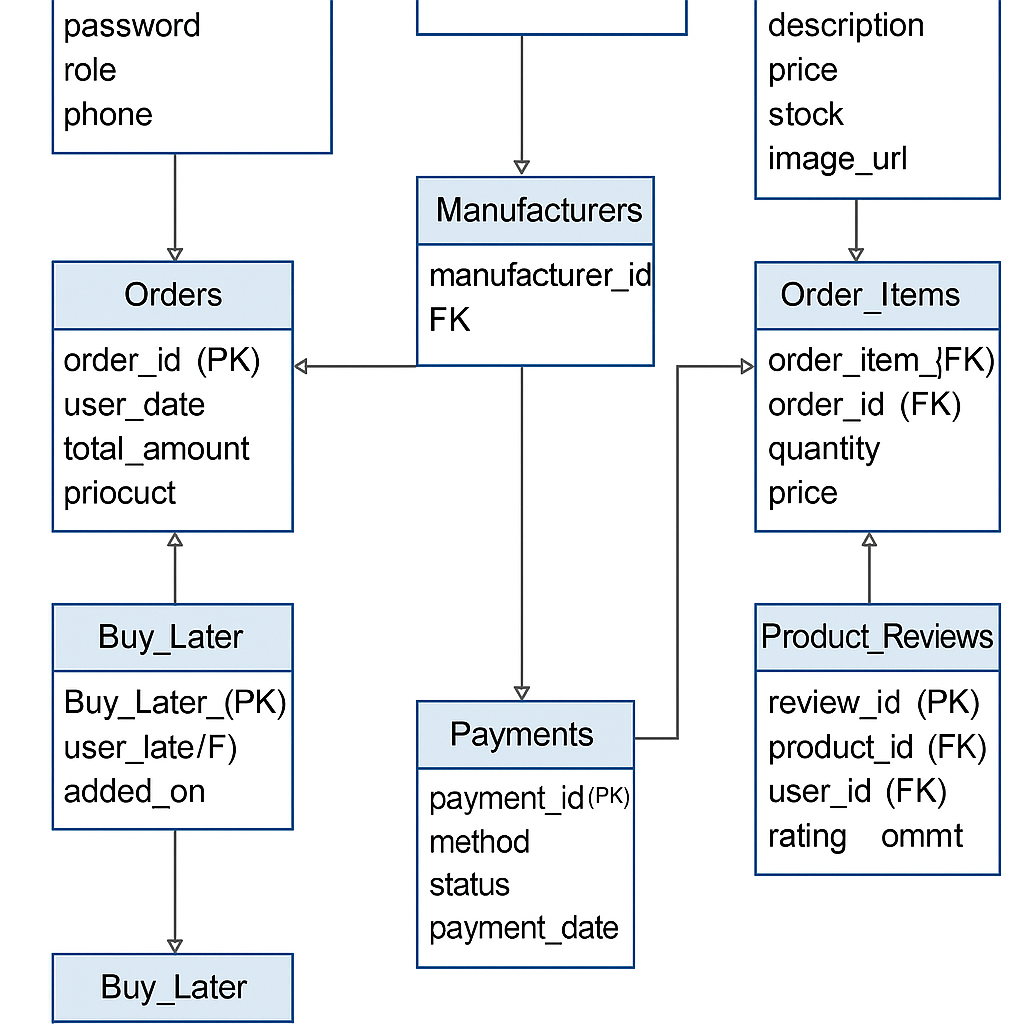 password
role
phone
description
price
stock
image_url
Manufacturers
manufacturer_id
FK
Orders
order_id (PK)
user_date
total_amount
priocuct
Order_Items
order_item_}FK)
order_id (FK)
quantity
price
Buy_Later
Buy_Later_(PK)
user_late/F)
added_on
Payments
payment_id(PK)
method
status
payment_date
Product_Reviews
review_id (PK)
product_id (FK)
user_id (FK)
rating ommt
Buy_Later